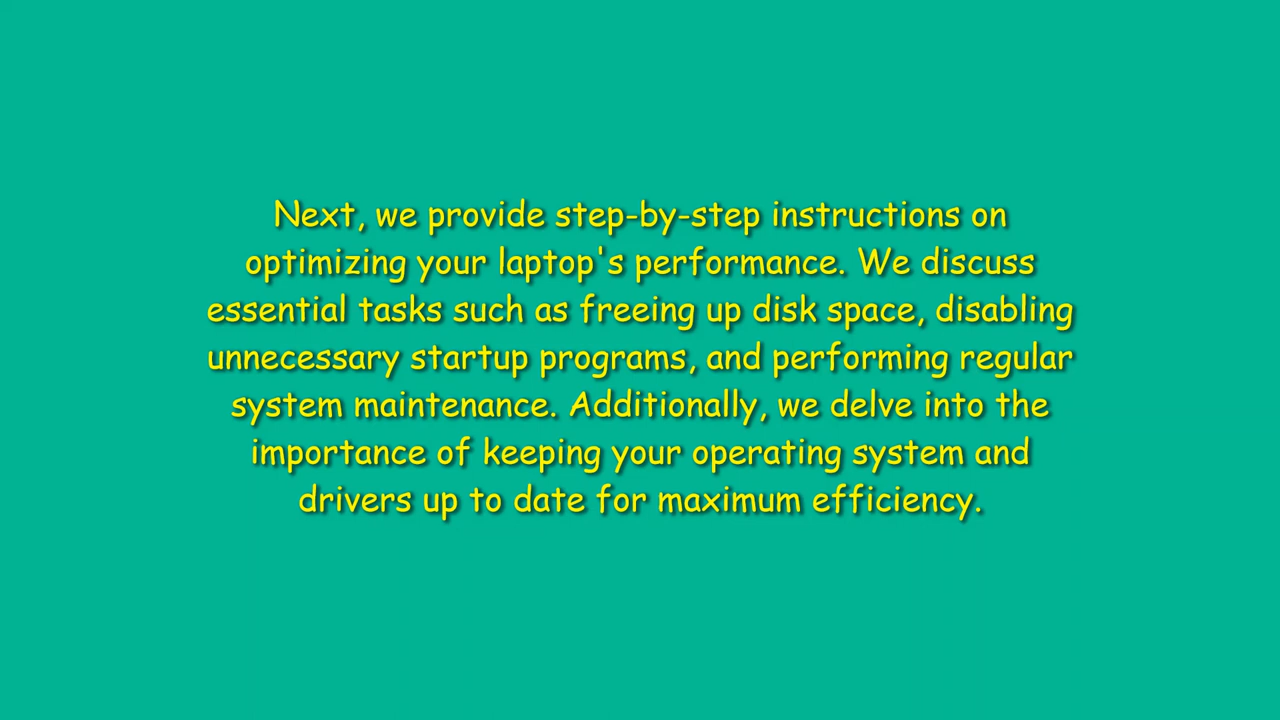 Next, we provide step-by-step instructions on
optimizing your laptop's performance. We discuss
essential tasks such as freeing up disk space, disabling
unnecessary startup programs, and performing regular
system maintenance. Additionally, we delve into the
importance of keeping your operating system and
drivers up to date for maximum efficiency.